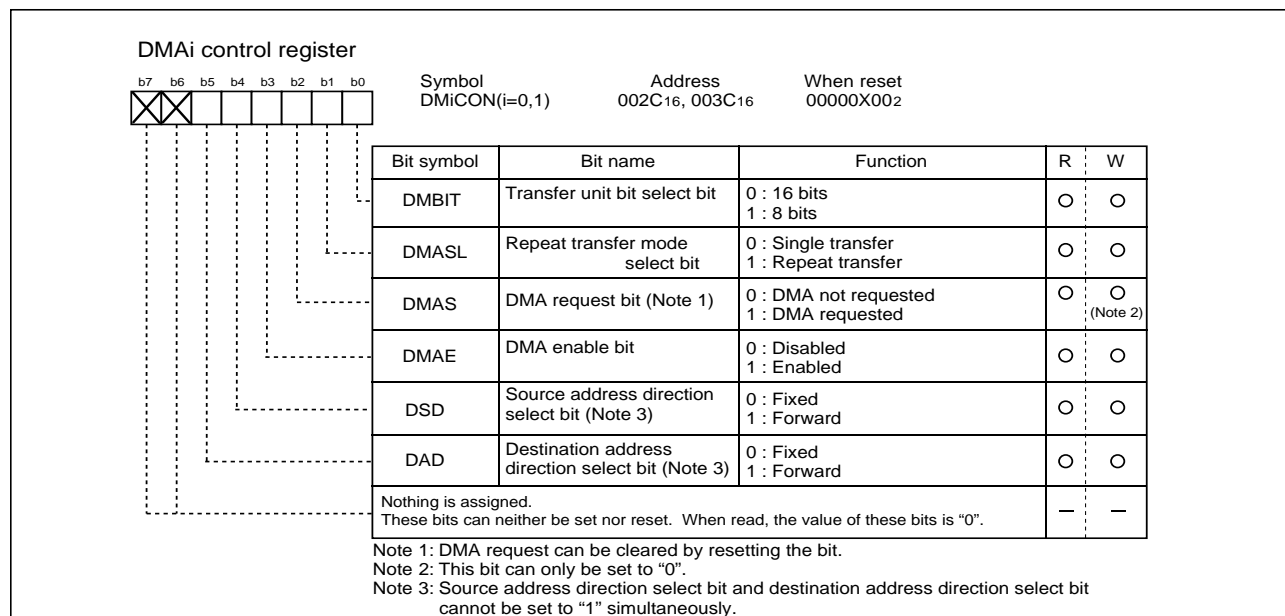 DMAi control register
b7 b6 b5 b4 b3 b2 b1 b0
Symbol Address When reset
DMiCON(i=0,1) 002C16, 003C16 00000X002
Bit symbol Bit name Function R W
DMBIT Transfer unit bit select bit 0 : 16 bits
1 : 8 bits
DMASL Repeat transfer mode
select bit 0 : Single transfer
1 : Repeat transfer
DMAS DMA request bit (Note 1) 0 : DMA not requested
1 : DMA requested (Note 2)
DMAE DMA enable bit 0 : Disabled
1 : Enabled
DSD Source address direction
select bit (Note 3) 0 : Fixed
1 : Forward
DAD Destination address
direction select bit (Note 3) 0 : Fixed
1 : Forward
Nothing is assigned.
These bits can neither be set nor reset. When read, the value of these bits is “0”.
Note 1: DMA request can be cleared by resetting the bit.
Note 2: This bit can only be set to “0”.
Note 3: Source address direction select bit and destination address direction select bit
cannot be set to “1” simultaneously.